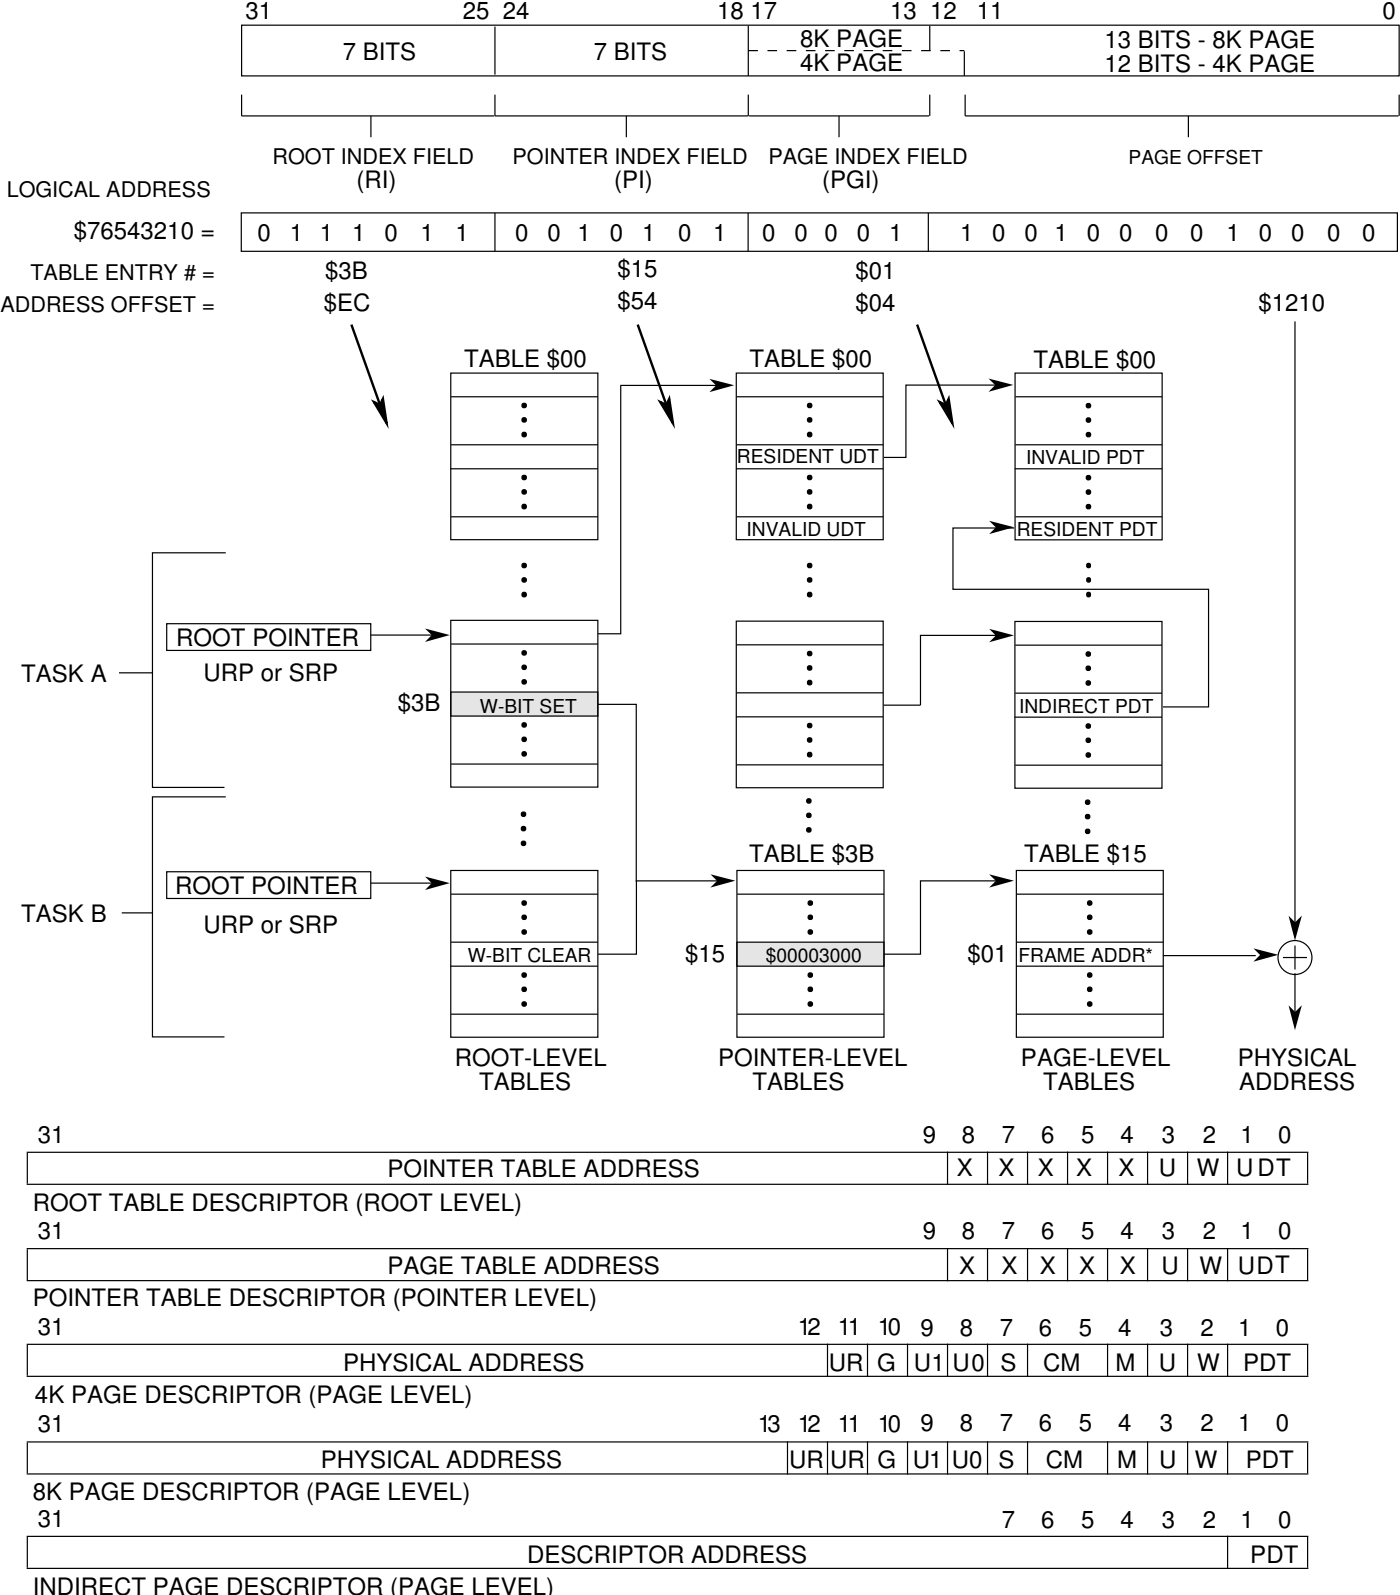 31 25 24 18 17 13 12 11 0
7 BITS 7 BITS 8K PAGE 13 BITS - 8K PAGE
4K PAGE 12 BITS - 4K PAGE
ROOT INDEX FIELD POINTER INDEX FIELD PAGE INDEX FIELD PAGE OFFSET
(RI) (PI) (PGI)
LOGICAL ADDRESS
$76543210 = 0 1 1 1 0 1 1 0 0 1 0 1 0 1 0 0 0 0 1 1 0 0 1 0 0 0 0 1 0 0 0 0
TABLE ENTRY # = $3B $15 $01
ADDRESS OFFSET = $EC $54 $04 $1210
TABLE $00 TABLE $00 TABLE $00
RESIDENT UDT INVALID PDT
INVALID UDT RESIDENT PDT
ROOT POINTER
TASK A URP or SRP
$3B W-BIT SET INDIRECT PDT
TABLE $3B TABLE $15
ROOT POINTER
TASK B URP or SRP
W-BIT CLEAR $15 $00003000 $01 FRAME ADDR*
ROOT-LEVEL POINTER-LEVEL PAGE-LEVEL PHYSICAL
TABLES TABLES TABLES ADDRESS
31 9 8 7 6 5 4 3 2 1 0
POINTER TABLE ADDRESS X X X X X U W UDT
ROOT TABLE DESCRIPTOR (ROOT LEVEL)
31 9 8 7 6 5 4 3 2 1 0
PAGE TABLE ADDRESS X X X X X U W UDT
POINTER TABLE DESCRIPTOR (POINTER LEVEL)
31 12 11 10 9 8 7 6 5 4 3 2 1 0
PHYSICAL ADDRESS UR G U1 U0 S CM M U W PDT
4K PAGE DESCRIPTOR (PAGE LEVEL)
31 13 12 11 10 9 8 7 6 5 4 3 2 1 0
PHYSICAL ADDRESS UR UR G U1 U0 S CM M U W PDT
8K PAGE DESCRIPTOR (PAGE LEVEL)
31 7 6 5 4 3 2 1 0
DESCRIPTOR ADDRESS PDT
INDIRECT PAGE DESCRIPTOR (PAGE LEVEL)